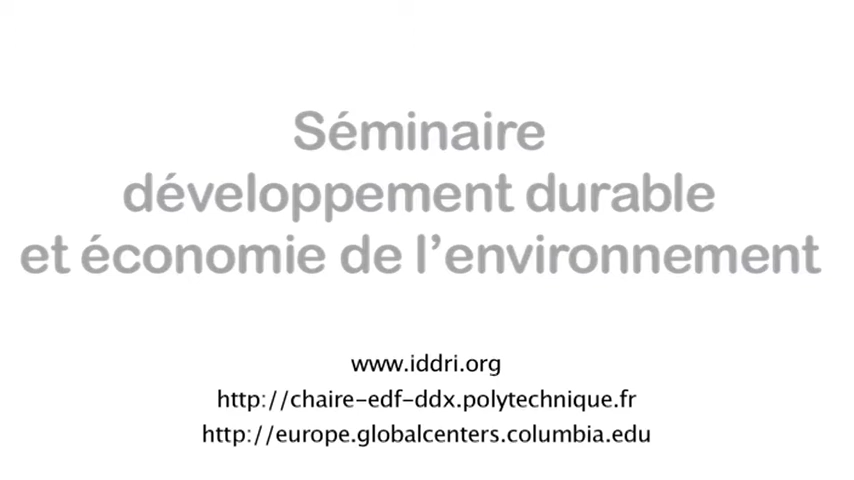 Séminaire
développement durable
et économie de l’environnement
www.iddri.org
http://chaire-edf-ddx.polytechnique.fr
http://europe.globalcenters.columbia.edu